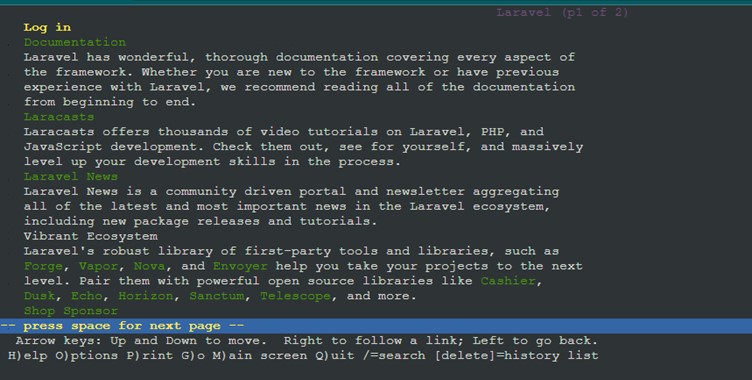 Laravel (p1 of 2)
Log in
Documentation
Laravel has wonderful, thorough documentation covering every aspect of
the framework. Whether you are new to the framework or have previous
experience with Laravel, we recommend reading all of the documentation
from beginning to end.
Laracasts
Laracasts offers thousands of video tutorials on Laravel, PHP, and
JavaScript development. Check them out, see for yourself, and massively
level up your development skills in the process.
Laravel News
Laravel News is a community driven portal and newsletter aggregating
all of the latest and most important news in the Laravel ecosystem,
including new package releases and tutorials.
Vibrant Ecosystem
Laravel's robust library of first-party tools and libraries, such as
Forge, Vapor, Nova, and Envoyer help you take your projects to the next
level. Pair them with powerful open source libraries like Cashier,
Dusk, Echo, Horizon, Sanctum, Telescope, and more.
Shop Sponsor
-- press space for next page --
Arrow keys: Up and Down to move.  Right to follow a link; Left to go back.
H)elp O)ptions P)rint G)o M)ain screen Q)uit /=search [delete]=history list